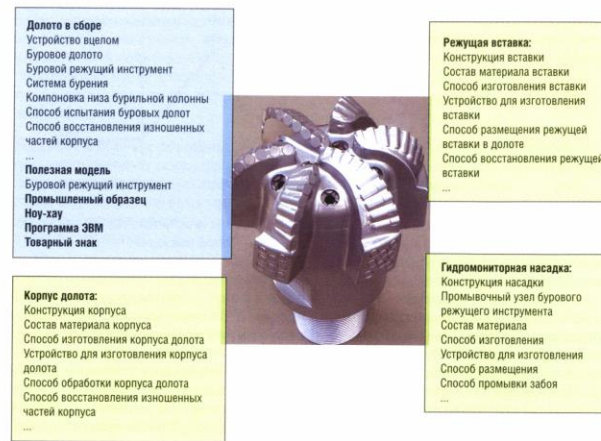 Долото в сборе
Устройство вцелом
Буровое долото
Буровой режущий инструмент
Система бурения
Компоновка низа бурильной колонны
Способ испытания буровых долот
Способ восстановления изношенных
частей корпуса
...
Полезная модель
Буровой режущий инструмент
Промышленный образец
Ноу-хау
Программа ЭВМ
Товарный знак
Режущая вставка:
Конструкция вставки
Состав материала вставки
Способ изготовления вставки
Устройство для изготовления
вставки
Способ размещения режущей
вставки в долоте
Способ восстановления режущей
вставки
...
Корпус долота:
Конструкция корпуса
Состав материала корпуса
Способ изготовления корпуса долота
Устройство для изготовления корпуса
долота
Способ обработки корпуса долота
Способ восстановления изношенных
частей корпуса
...
Гидромониторная насадка:
Конструкция насадки
Промывочный узел бурового
режущего инструмента
Состав материала
Способ изготовления
Устройство для изготовления
Способ размещения
Способ промывки забоя
...